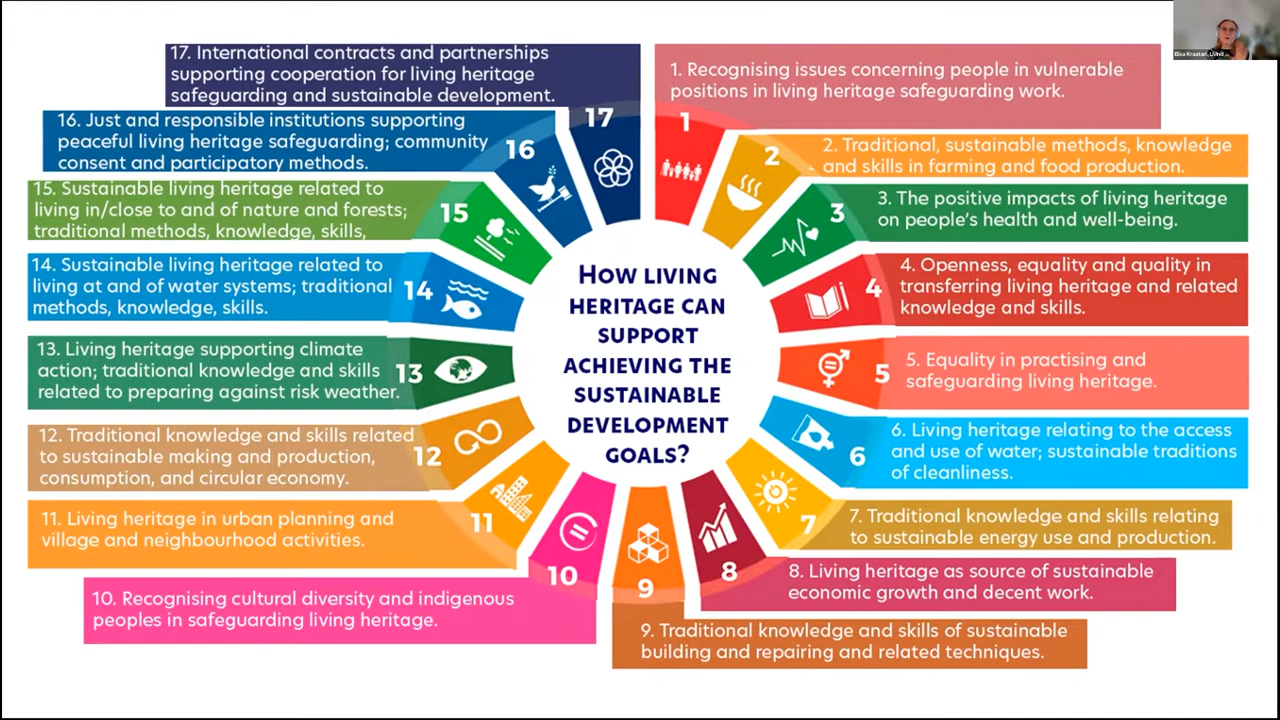 17. International contracts and partnerships
supporting cooperation for living heritage
safeguarding and sustainable development.
16. Just and responsible institutions supporting
peaceful living heritage safeguarding; community
consent and participatory methods.
15. Sustainable living heritage related to
living in/close to and of nature and forests;
traditional methods, knowledge, skills,
14. Sustainable living heritage related to
living at and of water systems; traditional
methods, knowledge, skills.
13. Living heritage supporting climate
action; traditional knowledge and skills
related to preparing against risk weather.
12. Traditional knowledge and skills related
to sustainable making and production,
consumption, and circular economy.
11. Living heritage in urban planning and
village and neighbourhood activities.
10. Recognising cultural diversity and indigenous
peoples in safeguarding living heritage.
17
16
15
14
13
12
11
10
9
8
7
6
5
4
3
2
1
HOW LIVING
HERITAGE CAN
SUPPORT
ACHIEVING THE
SUSTAINABLE
DEVELOPMENT
GOALS?
1. Recognising issues concerning people in vulnerable
positions in living heritage safeguarding work.
2. Traditional, sustainable methods, knowledge
and skills in farming and food production.
3. The positive impacts of living heritage
on people's health and well-being.
4. Openness, equality and quality in
transferring living heritage and related
knowledge and skills.
5. Equality in practising and
safeguarding living heritage.
6. Living heritage relating to the access
and use of water; sustainable traditions
of cleanliness.
7. Traditional knowledge and skills relating
to sustainable energy use and production.
8. Living heritage as source of sustainable
economic growth and decent work.
9. Traditional knowledge and skills of sustainable
building and repairing and related techniques.
Elisa Kraatari, Living ...